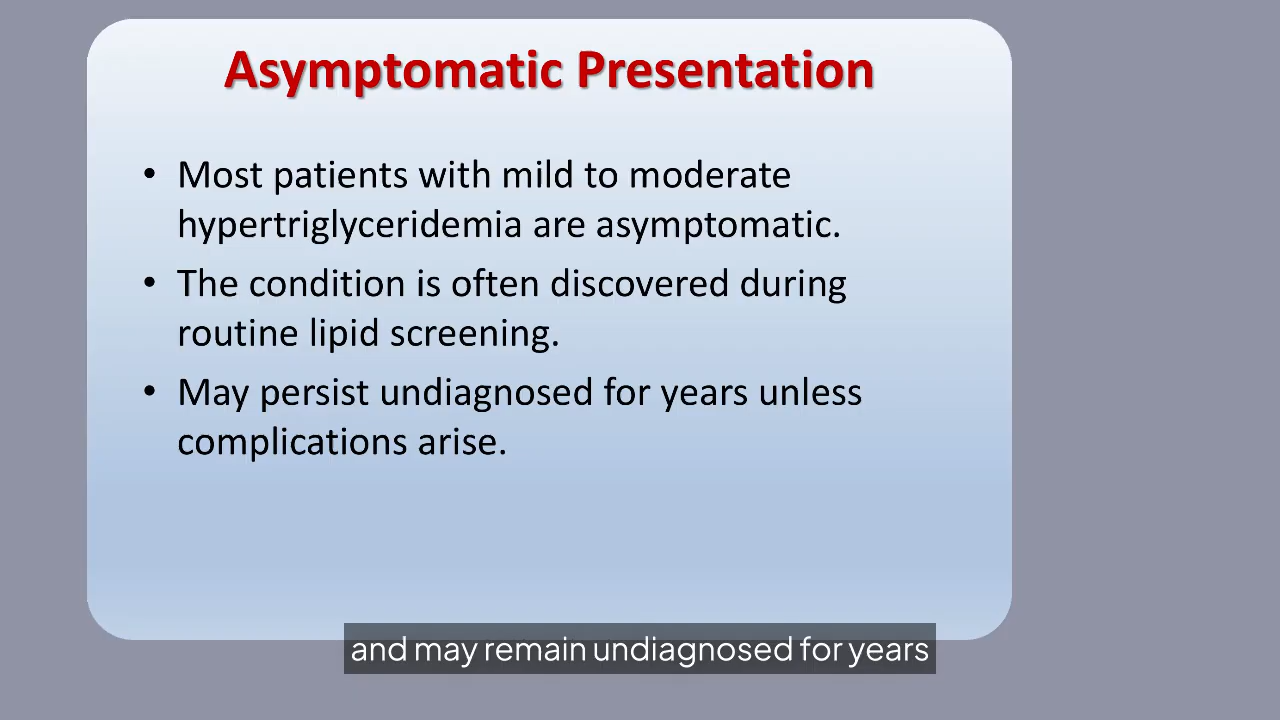 Asymptomatic Presentation
• Most patients with mild to moderate
hypertriglyceridemia are asymptomatic.
• The condition is often discovered during
routine lipid screening.
• May persist undiagnosed for years unless
complications arise.
and may remain undiagnosed for years